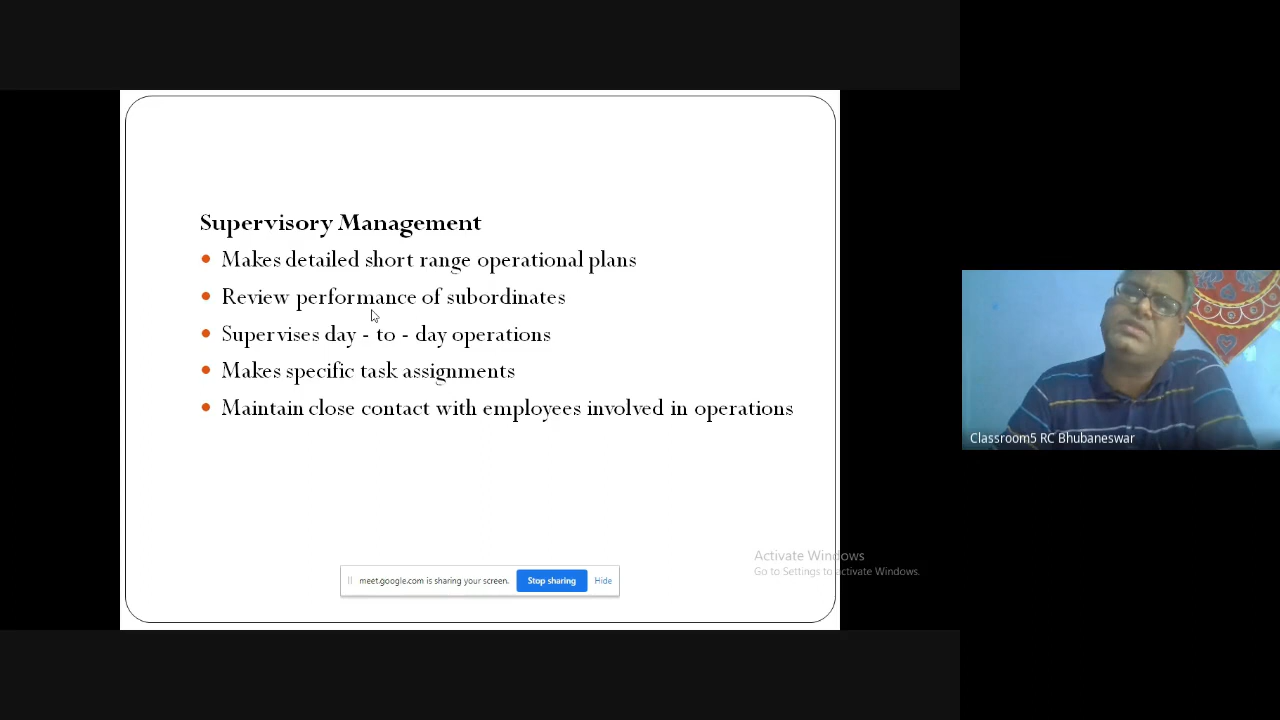 Supervisory Management
Makes detailed short range operational plans
Review performance of subordinates
Supervises day - to - day operations
Makes specific task assignments
Maintain close contact with employees involved in operations
Classroom5 RC Bhubaneswar
Activate Windows
Go to Settings to activate Windows.
meet.google.com is sharing your screen. Stop sharing Hide